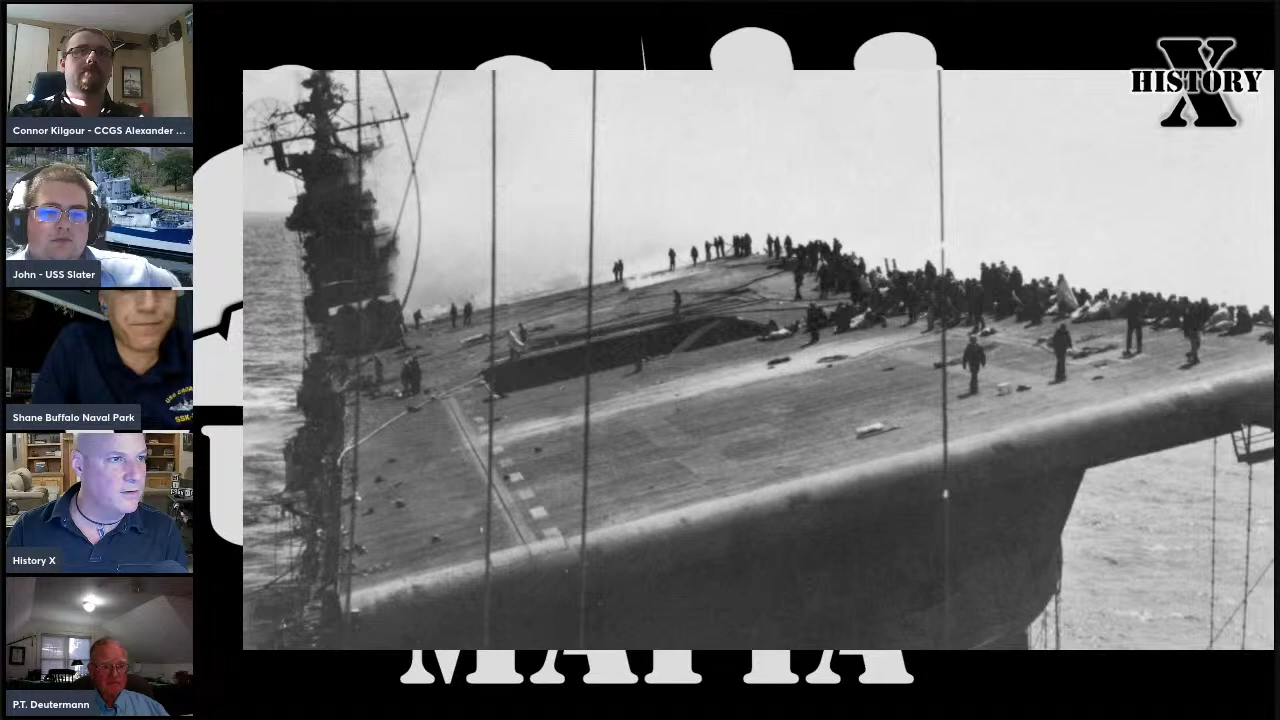 Connor Kilgour - CCGS Alexander ...
John - USS Slater
Shane Buffalo Naval Park
History X
P.T. Deutermann
X
HISTORY
MAFIA